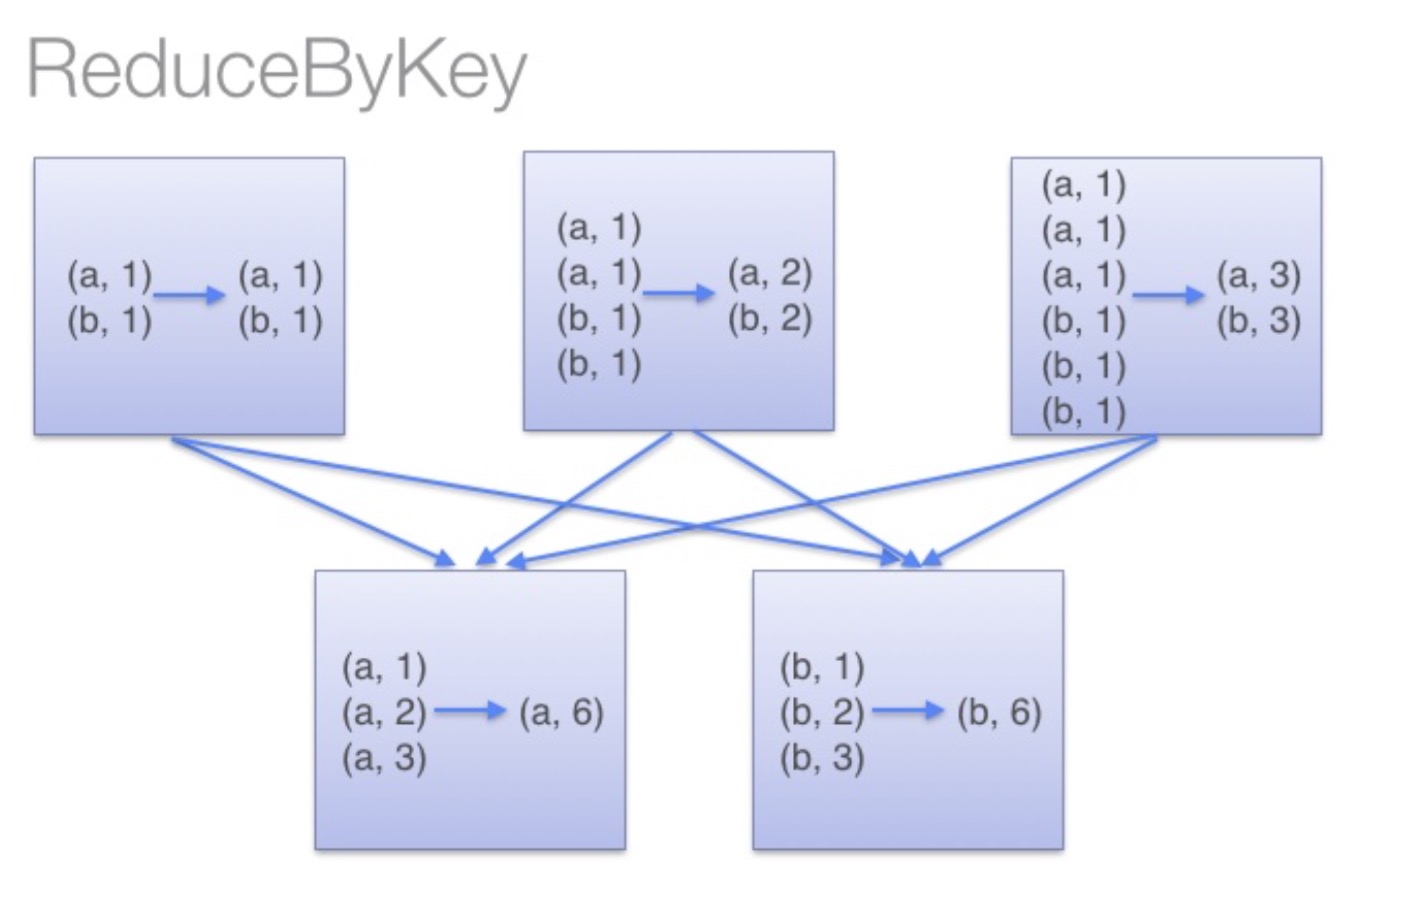 ReduceByKey
(a, 1)
(b, 1)
(a, 1)
(b, 1)
(a, 1)
(a, 1)
(b, 1)
(b, 1)
(a, 2)
(b, 2)
(a, 1)
(a, 1)
(a, 1)
(b, 1)
(b, 1)
(b, 1)
(a, 3)
(b, 3)
(a, 1)
(a, 2)
(a, 3)
(a, 6)
(b, 1)
(b, 2)
(b, 3)
(b, 6)